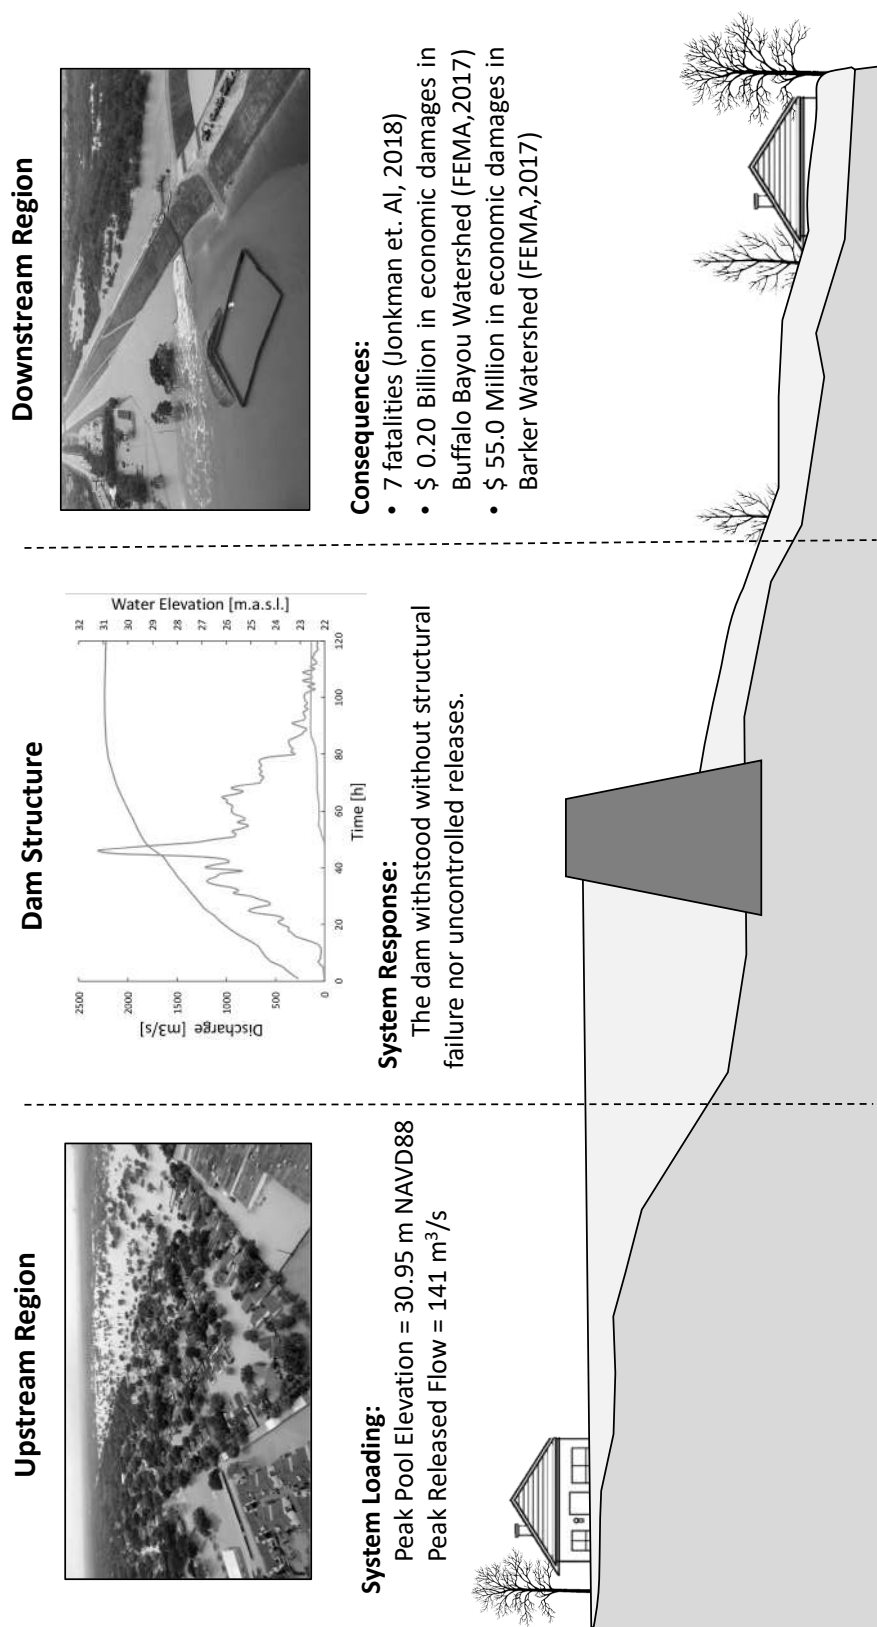 Upstream Region
System Loading:
Peak Pool Elevation = 30.95 m NAVD88
Peak Released Flow = 141 m³/s
Dam Structure
Discharge [m3/s]
2500
2000
1500
1000
500
0
0
20
40
60
80
100
120
Time [h]
Water Elevation [m.a.s.l.]
32
31
30
29
28
27
26
25
24
23
22
System Response:
The dam withstood without structural
failure nor uncontrolled releases.
Downstream Region
Consequences:
• 7 fatalities (Jonkman et. Al, 2018)
• $ 0.20 Billion in economic damages in
Buffalo Bayou Watershed (FEMA,2017)
• $ 55.0 Million in economic damages in
Barker Watershed (FEMA,2017)